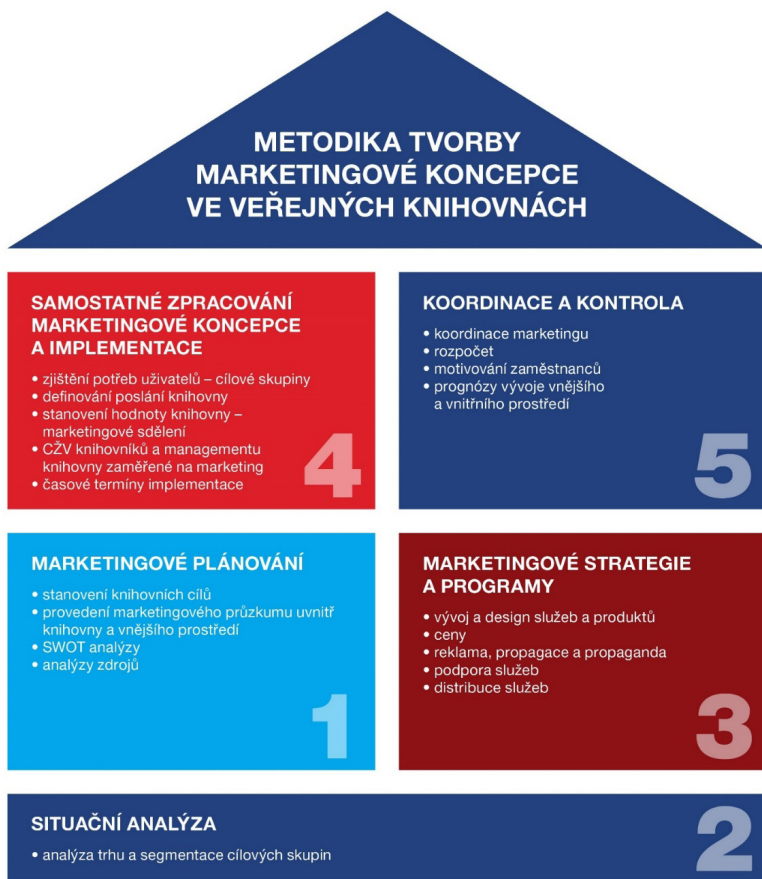 METODIKA TVORBY
MARKETINGOVÉ KONCEPCE
VE VEŘEJNÝCH KNIHOVNÁCH
SAMOSTATNÉ ZPRACOVÁNÍ
MARKETINGOVÉ KONCEPCE
A IMPLEMENTACE
• zjištění potřeb uživatelů – cílové skupiny
• definování poslání knihovny
• stanovení hodnoty knihovny –
marketingové sdělení
• CŽV knihovníků a managementu
knihovny zaměřené na marketing
• časové termíny implementace
4
KOORDINACE A KONTROLA
• koordinace marketingu
• rozpočet
• motivování zaměstnanců
• prognózy vývoje vnějšího
a vnitřního prostředí
5
MARKETINGOVÉ PLÁNOVÁNÍ
• stanovení knihovních cílů
• provedení marketingového průzkumu uvnitř
knihovny a vnějšího prostředí
• SWOT analýzy
• analýzy zdrojů
1
MARKETINGOVÉ STRATEGIE
A PROGRAMY
• vývoj a design služeb a produktů
• ceny
• reklama, propagace a propaganda
• podpora služeb
• distribuce služeb
3
SITUAČNÍ ANALÝZA
• analýza trhu a segmentace cílových skupin
2